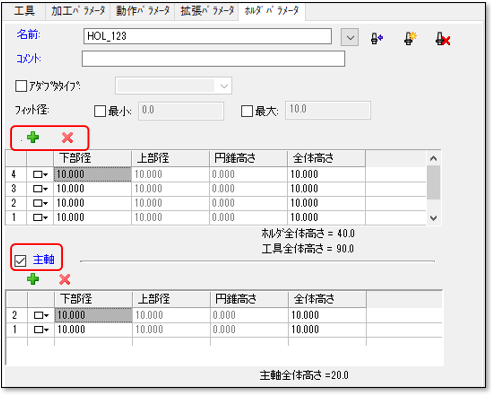 工具 加工パラメータ 動作パラメータ 拡張パラメータ ホルダパラメータ
名前: HOL_123
コメント:
アダプタタイプ:
フィット径: 最小: 0.0 最大: 10.0
下部径 上部径 円錐高さ 全体高さ
4 10.000 10.000 0.000 10.000
3 10.000 10.000 0.000 10.000
2 10.000 10.000 0.000 10.000
1 10.000 10.000 0.000 10.000
ホルダ全体高さ = 40.0
工具全体高さ = 90.0
主軸
下部径 上部径 円錐高さ 全体高さ
2 10.000 10.000 0.000 10.000
1 10.000 10.000 0.000 10.000
主軸全体高さ =20.0